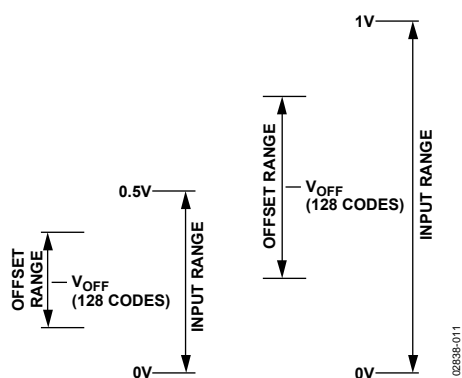 OFFSET
RANGE
V_OFF
(128 CODES)
0.5V
INPUT RANGE
0V
OFFSET RANGE
V_OFF
(128 CODES)
1V
INPUT RANGE
0V
02838-011